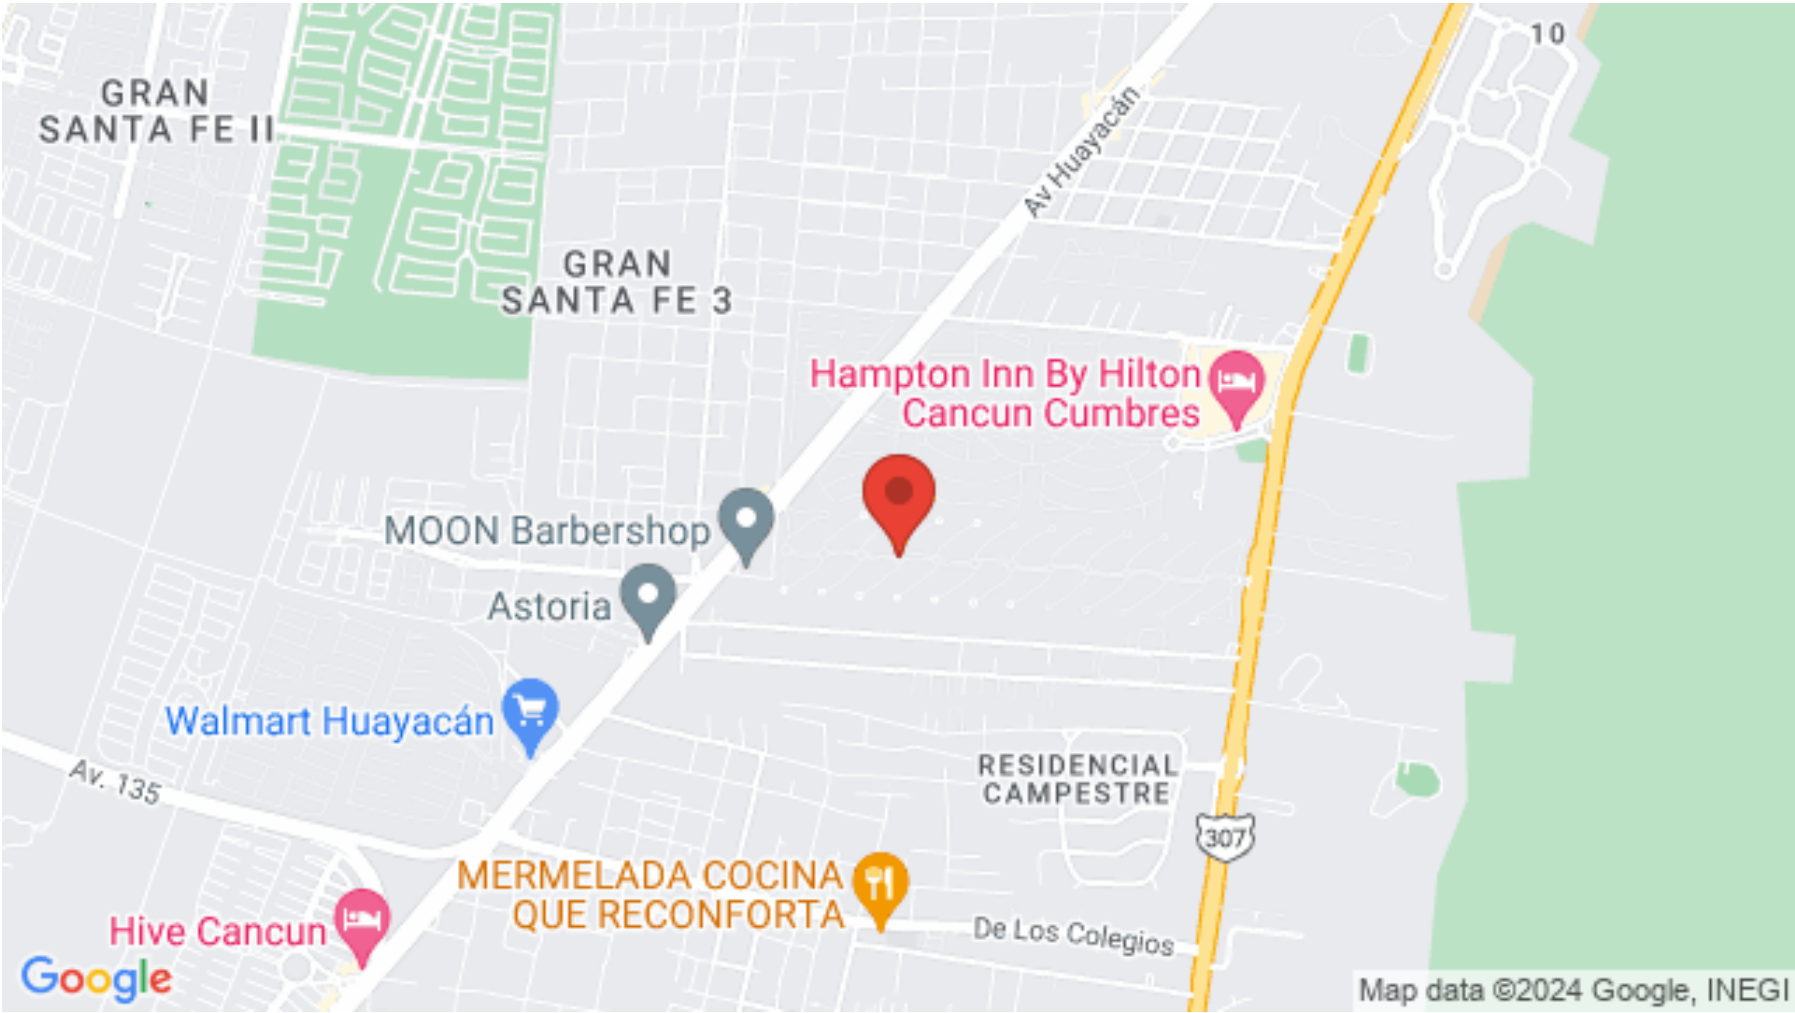 10
GRAN
SANTA FE II
Av Huayacán
GRAN
SANTA FE 3
Hampton Inn By Hilton
Cancun Cumbres
MOON Barbershop
Astoria
Walmart Huayacán
Av. 135
RESIDENCIAL
CAMPESTRE
307
MERMELADA COCINA
QUE RECONFORTA
Hive Cancun
De Los Colegios
Google
Map data ©2024 Google, INEGI